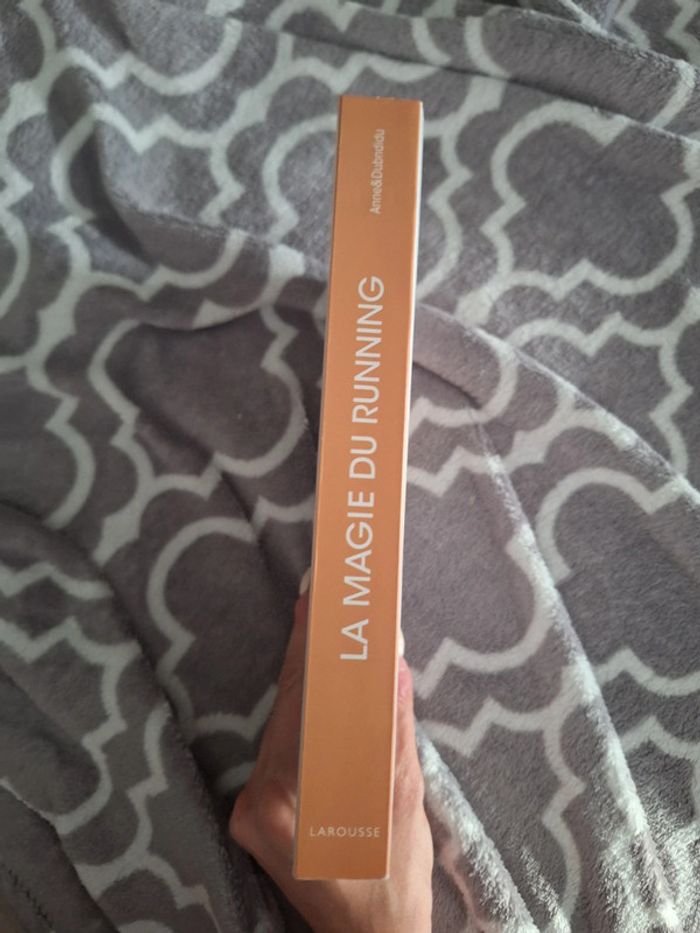 Anne&Dubndidu
LA MAGIE DU RUNNING
LAROUSSE